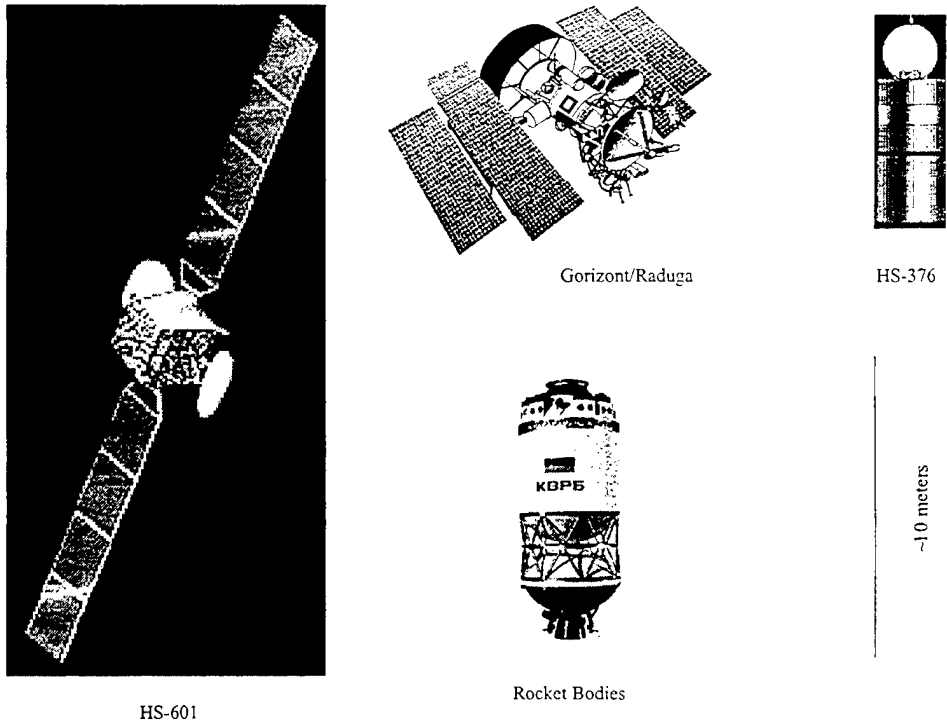 Gorizont/Raduga
HS-376
КВРБ
~10 meters
Rocket Bodies
HS-601